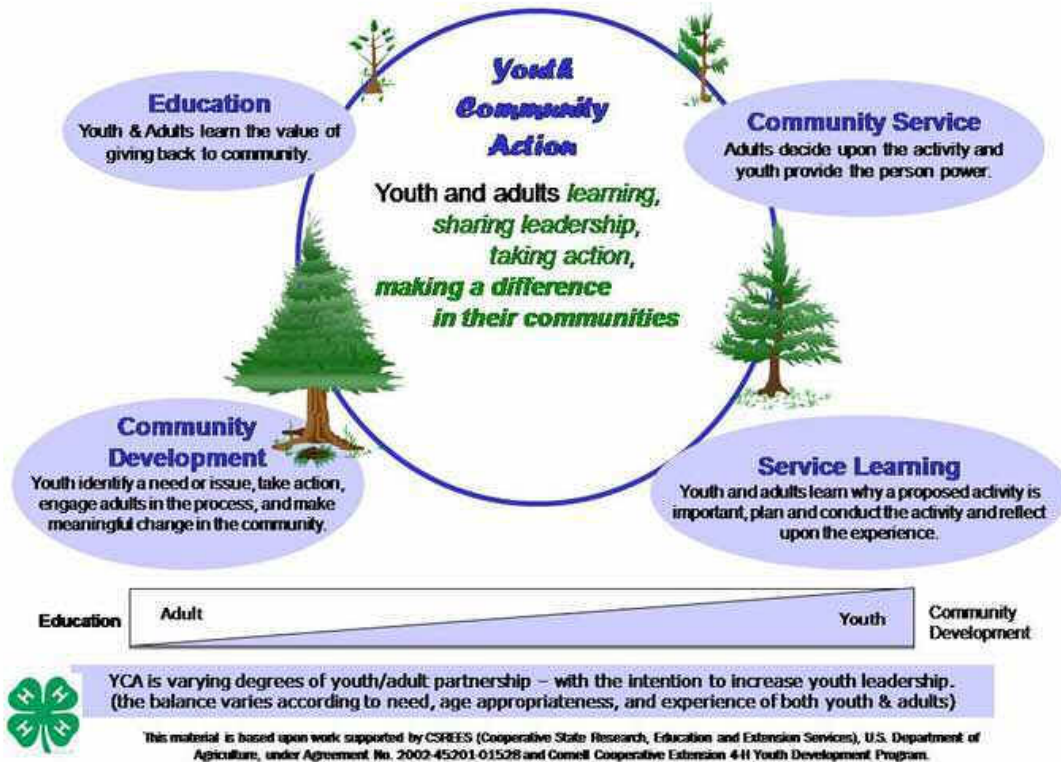 Youth
Community
Action
Education
Youth & Adults learn the value of
giving back to community.
Community Service
Adults decide upon the activity and
youth provide the person power.
Youth and adults learning,
sharing leadership,
taking action,
making a difference
in their communities
Community
Development
Youth identify a need or issue, take action,
engage adults in the process, and make
meaningful change in the community.
Service Learning
Youth and adults learn why a proposed activity is
important, plan and conduct the activity and reflect
upon the experience.
Education
Adult
Youth
Community
Development
YCA is varying degrees of youth/adult partnership – with the intention to increase youth leadership.
(the balance varies according to need, age appropriateness, and experience of both youth & adults)
H H
H H
This material is based upon work supported by CSREES (Cooperative State Research, Education and Extension Services), U.S. Department of
Agriculture, under Agreement No. 2002-45201-01528 and Cornell Cooperative Extension 4-H Youth Development Program.